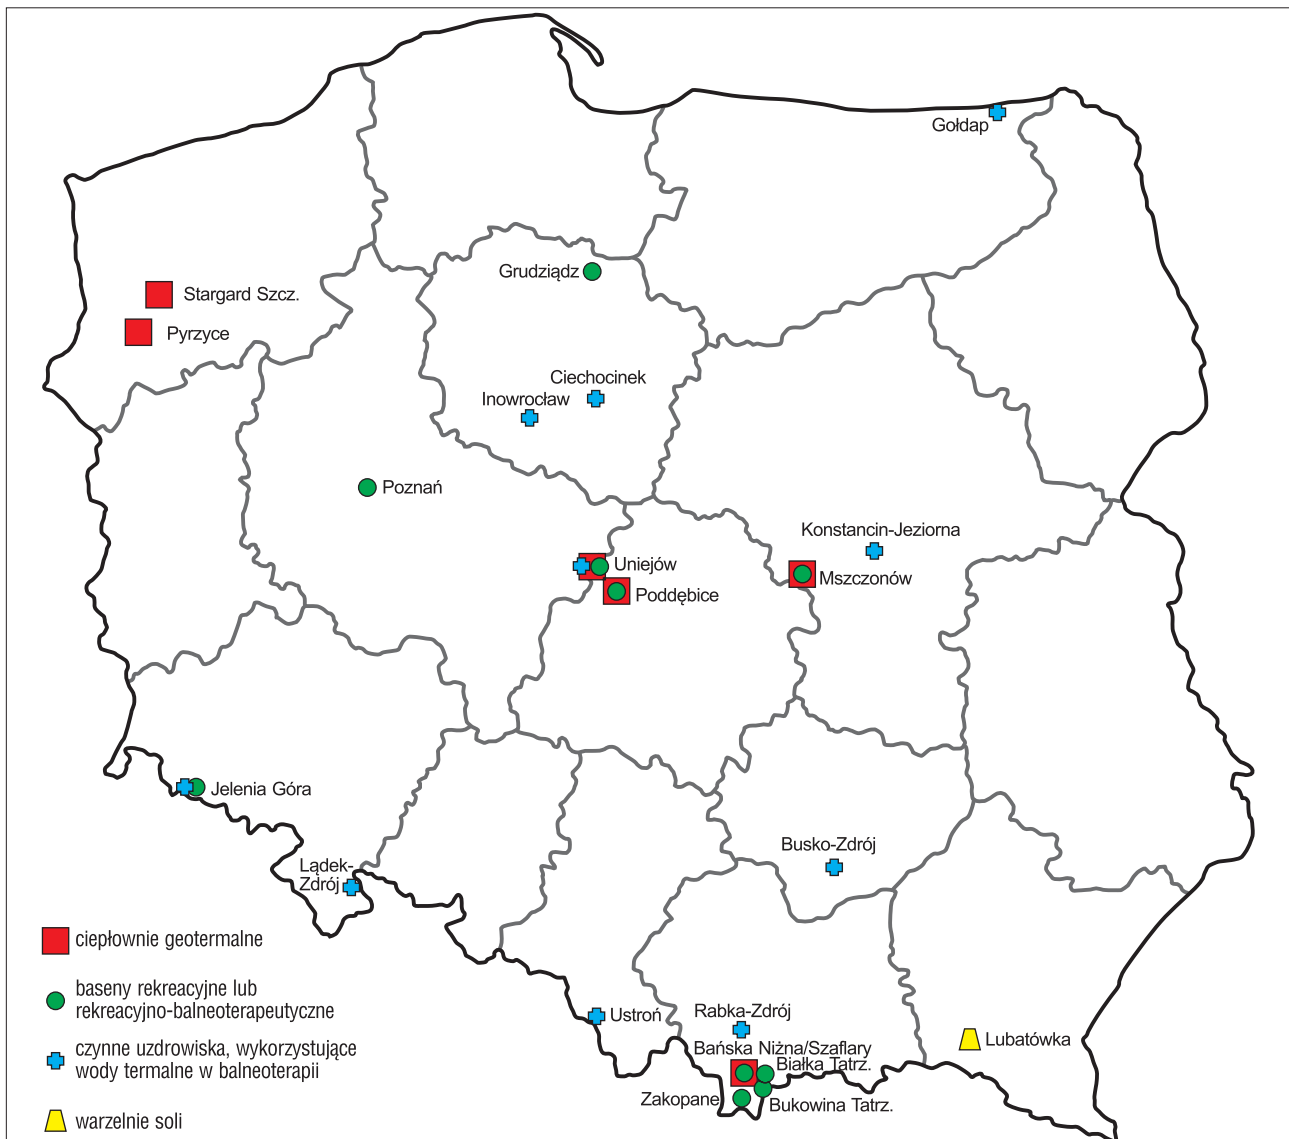 Gołdap
Grudziądz
Stargard Szcz.
Pyrzyce
Ciechocinek
Inowrocław
Poznań
Konstancin-Jeziorna
Uniejów
Mszczonów
Poddębice
Jelenia Góra
Busko-Zdrój
Lądek-
Zdrój
ciepłownie geotermalne
baseny rekreacyjne lub
rekreacyjno-balneoterapeutyczne
Ustroń
Rabka-Zdrój
Lubatówka
czynne uzdrowiska, wykorzystujące
wody termalne w balneoterapii
Bańska Niżna/Szaflary
Białka Tatrz.
Zakopane
Bukowina Tatrz.
warzelnie soli